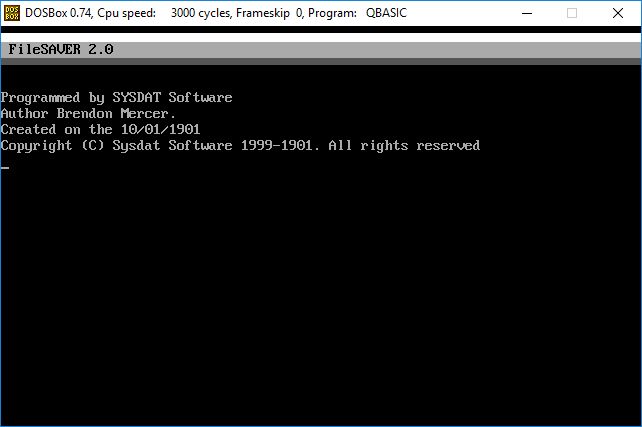 DOSBox 0.74, Cpu speed: 3000 cycles, Frameskip 0, Program: QBASIC
FileSAVER 2.0
Programmed by SYSDAT Software
Author Brendon Mercer.
Created on the 10/01/1901
Copyright (C) Sysdat Software 1999-1901. All rights reserved